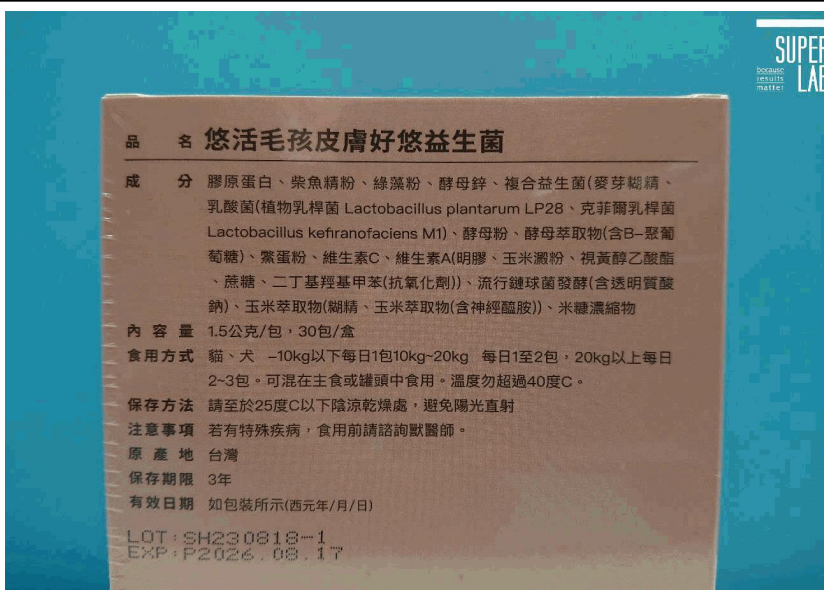 SUPER
LAB
because
results
matter
品名 悠活毛孩皮膚好悠益生菌
成分 膠原蛋白、柴魚精粉、綠藻粉、酵母鋅、複合益生菌(麥芽糊精、
乳酸菌(植物乳桿菌 Lactobacillus plantarum LP28、克菲爾乳桿菌
Lactobacillus kefiranofaciens M1)、酵母粉、酵母萃取物(含B-聚葡
萄糖)、鱉蛋粉、維生素C、維生素A(明膠、玉米澱粉、視黃醇乙酸酯
、蔗糖、二丁基羥基甲苯(抗氧化劑))、流行鏈球菌發酵(含透明質酸
鈉)、玉米萃取物(糊精、玉米萃取物(含神經醯胺))、米糠濃縮物
內容量 1.5公克/包，30包/盒
食用方式 貓、犬 -10kg以下每日1包10kg~20kg 每日1至2包，20kg以上每日
2~3包。可混在主食或罐頭中食用。溫度勿超過40度C。
保存方法 請至於25度C以下陰涼乾燥處，避免陽光直射
注意事項 若有特殊疾病，食用前請諮詢獸醫師。
原產地 台灣
保存期限 3年
有效日期 如包裝所示(西元年/月/日)
LOT:SH230818-1
EXP:P2026.08.17